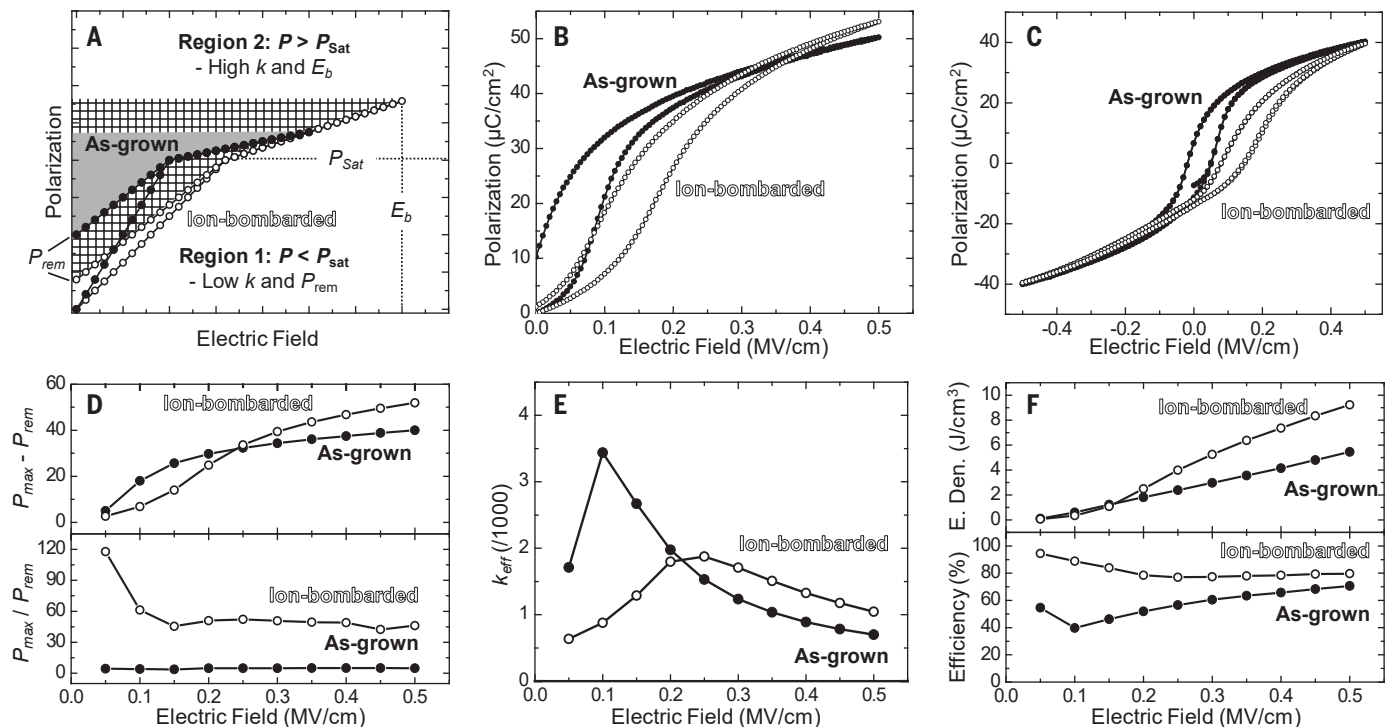 A
Region 2: P > PSat
- High k and Eb
As-grown
PSat
Ion-bombarded
Eb
Region 1: P < Psat
- Low k and Prem
Prem
Polarization
Electric Field
B
As-grown
Ion-bombarded
Polarization (μC/cm2)
50
40
30
20
10
0
0.0 0.1 0.2 0.3 0.4 0.5
Electric Field (MV/cm)
C
As-grown
Ion-bombarded
Polarization (μC/cm2)
40
20
0
-20
-40
-0.4 -0.2 0.0 0.2 0.4
Electric Field (MV/cm)
D
Ion-bombarded
As-grown
Pmax - Prem
60
40
20
0
Ion-bombarded
As-grown
Pmax / Prem
120
90
60
30
0
0.0 0.1 0.2 0.3 0.4 0.5
Electric Field (MV/cm)
E
Ion-bombarded
As-grown
keff (/1000)
4
3
2
1
0
0.0 0.1 0.2 0.3 0.4 0.5
Electric Field (MV/cm)
F
Ion-bombarded
As-grown
E. Den. (J/cm3)
10
8
6
4
2
0
Ion-bombarded
As-grown
Efficiency (%)
100
80
60
40
20
0
0.0 0.1 0.2 0.3 0.4 0.5
Electric Field (MV/cm)